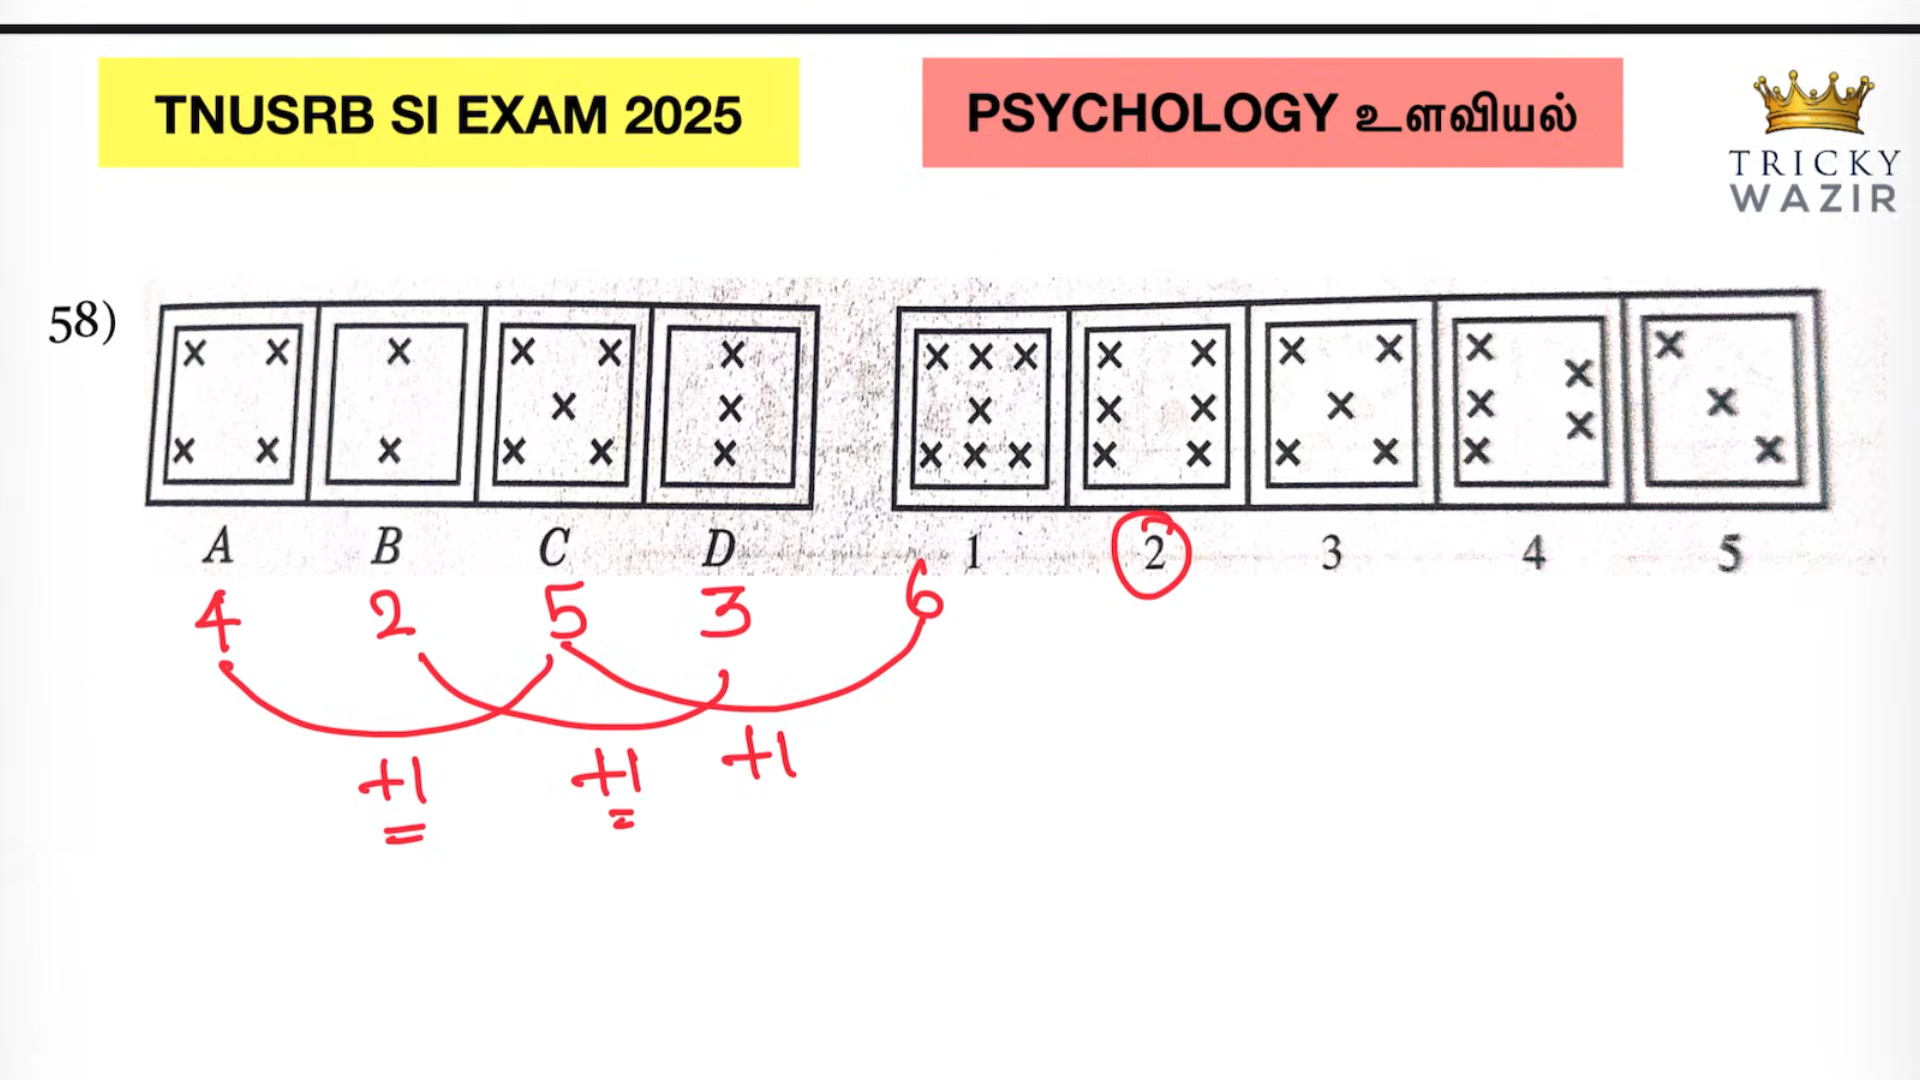 TNUSRB SI EXAM 2025
PSYCHOLOGY உளவியல்
TRICKY
WAZIR
58)
A B C D 1 2 3 4 5
4 2 5 3 6
+1 +1 +1